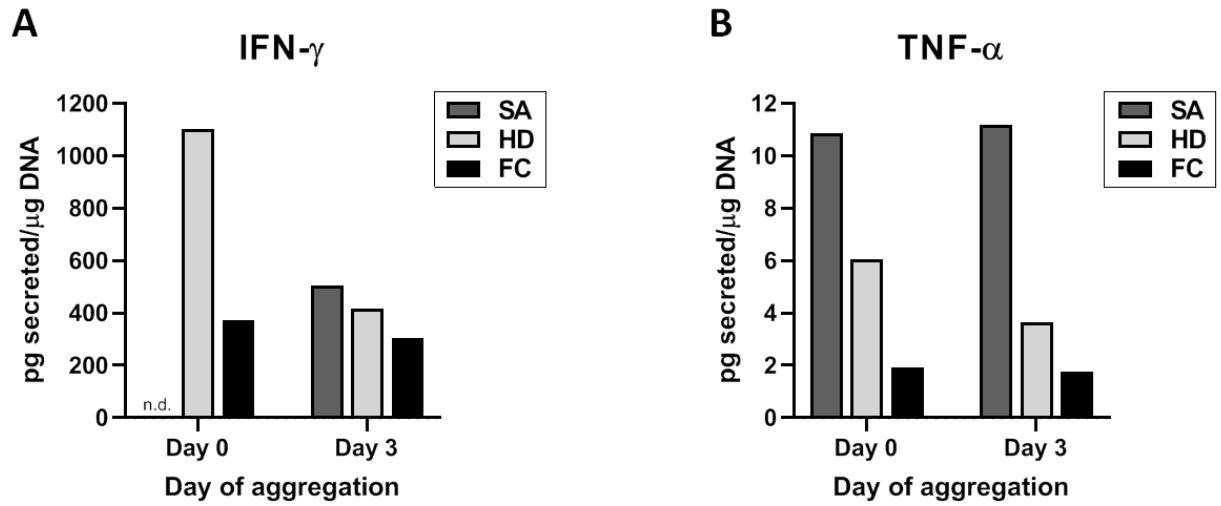 A
IFN-γ
pg secreted/μg DNA
1200
1000
800
600
400
200
0
n.d.
Day 0
Day 3
Day of aggregation
SA
HD
FC
B
TNF-α
pg secreted/μg DNA
12
10
8
6
4
2
0
Day 0
Day 3
Day of aggregation
SA
HD
FC